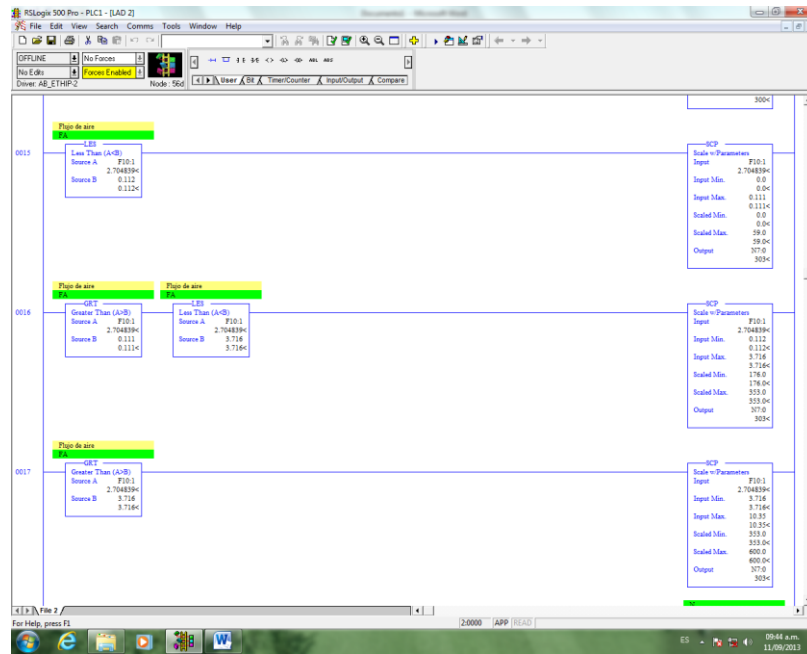 RSLogix 500 Pro - PLC1 - [LAD 2]
File Edit View Search Comms Tools Window Help
OFFLINE No Forces
No Edits Forces Enabled
Driver: AB_ETHIP-2 Node : 56d
User Bit Timer/Counter Input/Output Compare
300<
Flujo de aire
FA
0015
LES
Less Than (A<B)
Source A F10:1
2.704839<
Source B 0.112
0.112<
SCP
Scale w/Parameters
Input F10:1
2.704839<
Input Min. 0.0
0.0<
Input Max. 0.111
0.111<
Scaled Min. 0.0
0.0<
Scaled Max. 59.0
59.0<
Output N7:0
303<
Flujo de aire
FA
Flujo de aire
FA
0016
GRT
Greater Than (A>B)
Source A F10:1
2.704839<
Source B 0.111
0.111<
LES
Less Than (A<B)
Source A F10:1
2.704839<
Source B 3.716
3.716<
SCP
Scale w/Parameters
Input F10:1
2.704839<
Input Min. 0.112
0.112<
Input Max. 3.716
3.716<
Scaled Min. 176.0
176.0<
Scaled Max. 353.0
353.0<
Output N7:0
303<
Flujo de aire
FA
0017
GRT
Greater Than (A>B)
Source A F10:1
2.704839<
Source B 3.716
3.716<
SCP
Scale w/Parameters
Input F10:1
2.704839<
Input Min. 3.716
3.716<
Input Max. 10.35
10.35<
Scaled Min. 353.0
353.0<
Scaled Max. 600.0
600.0<
Output N7:0
303<
File 2
For Help, press F1
2:0000 APP READ
ES
09:44 a.m.
11/09/2013